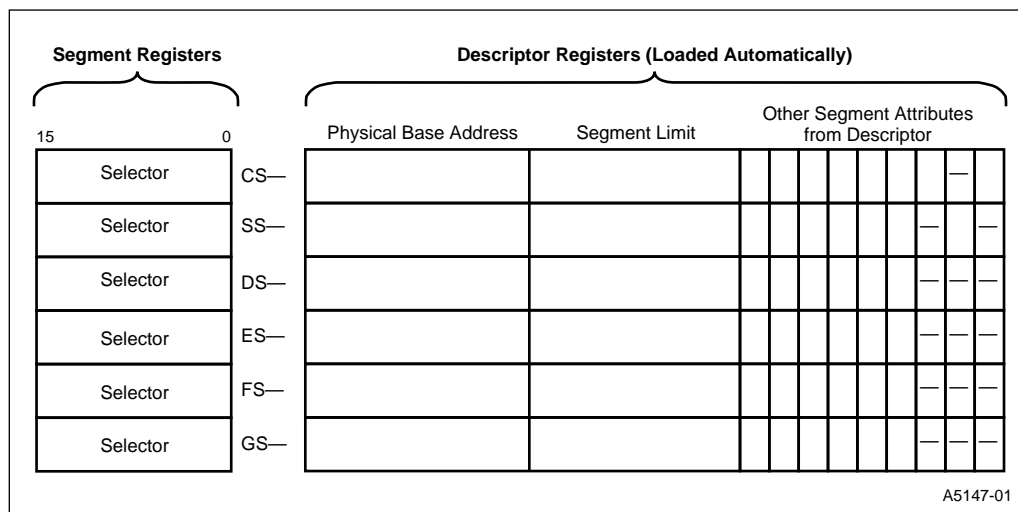 Segment Registers Descriptor Registers (Loaded Automatically)
Other Segment Attributes
15 0 Physical Base Address Segment Limit from Descriptor
Selector CS— —
Selector SS— — —
Selector DS— — — —
Selector ES— — — —
Selector FS— — — —
Selector GS— — — —
A5147-01